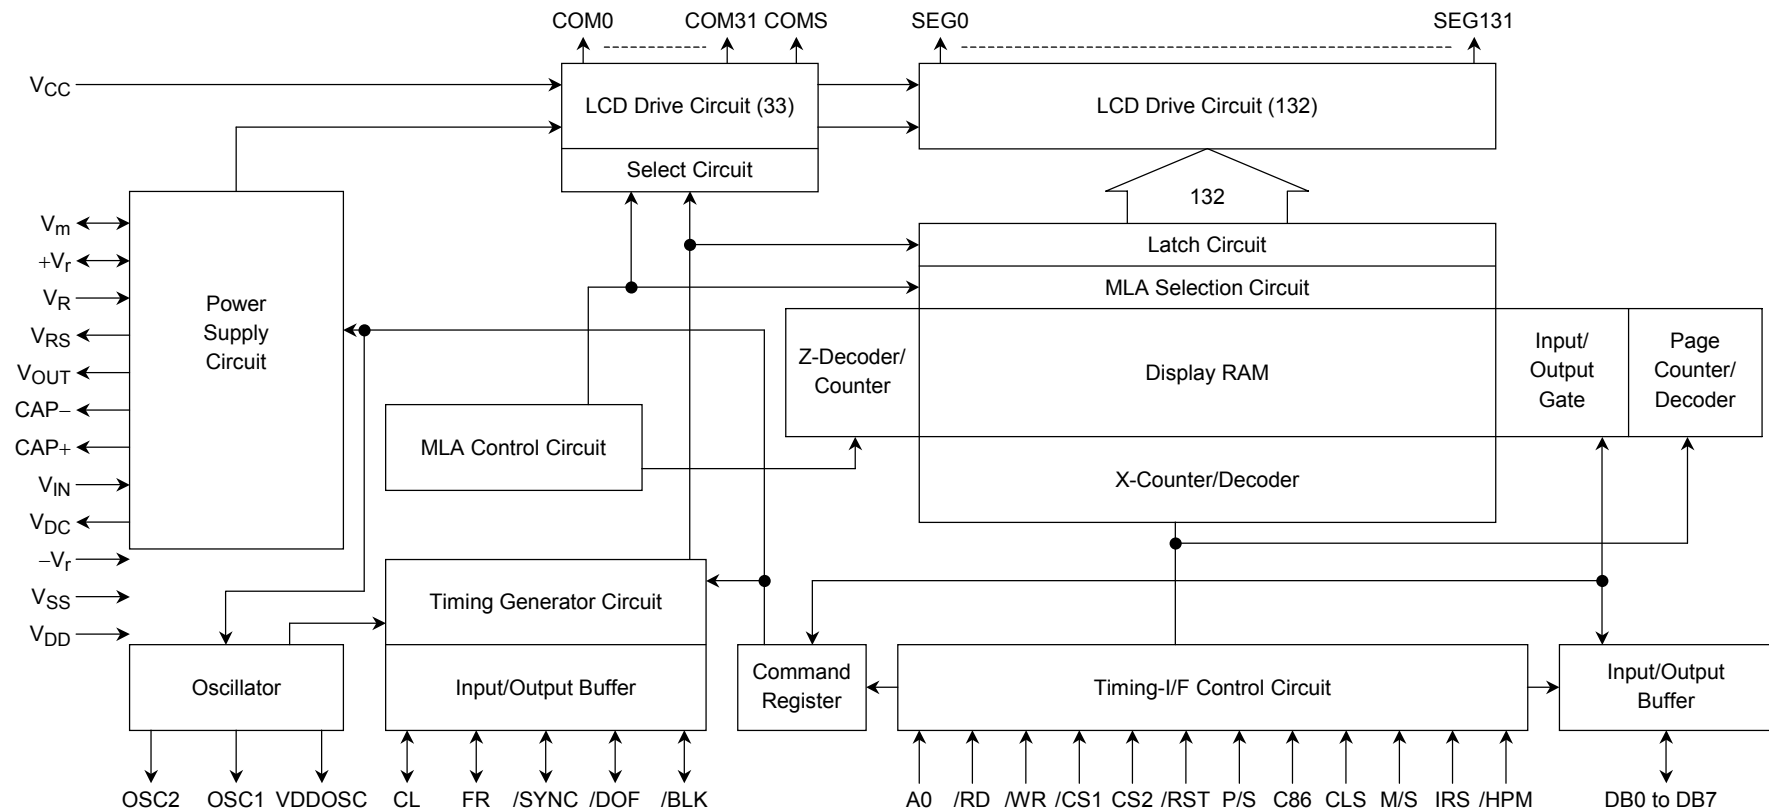 COM0
COM31
COMS
SEG0
SEG131
VCC
LCD Drive Circuit (33)
LCD Drive Circuit (132)
Select Circuit
132
Vm
+Vr
VR
VRS
VOUT
CAP−
CAP+
VIN
VDC
−Vr
VSS
VDD
Power
Supply
Circuit
Latch Circuit
MLA Selection Circuit
Z-Decoder/
Counter
Display RAM
Input/
Output
Gate
Page
Counter/
Decoder
MLA Control Circuit
X-Counter/Decoder
Timing Generator Circuit
Oscillator
Input/Output Buffer
Command
Register
Timing-I/F Control Circuit
Input/Output
Buffer
OSC2
OSC1
VDDOSC
CL
FR
/SYNC
/DOF
/BLK
A0
/RD
/WR
/CS1
CS2
/RST
P/S
C86
CLS
M/S
IRS
/HPM
DB0 to DB7